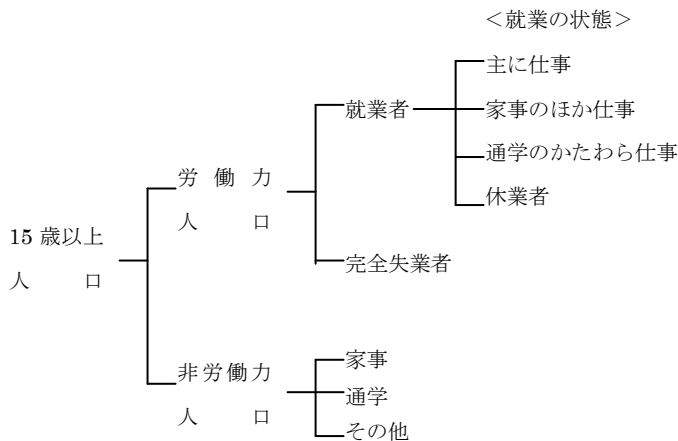 ＜就業の状態＞
主に仕事
就業者
家事のほか仕事
通学のかたわら仕事
労働力
人口
休業者
15歳以上
人口
完全失業者
非労働力
人口
家事
通学
その他